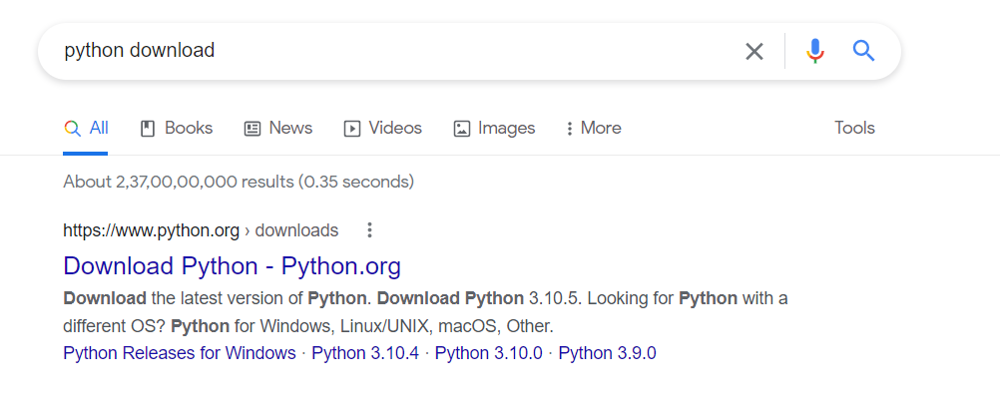 python download
All Books News Videos Images More Tools
About 2,37,00,00,000 results (0.35 seconds)
https://www.python.org › downloads
Download Python - Python.org
Download the latest version of Python. Download Python 3.10.5. Looking for Python with a
different OS? Python for Windows, Linux/UNIX, macOS, Other.
Python Releases for Windows · Python 3.10.4 · Python 3.10.0 · Python 3.9.0